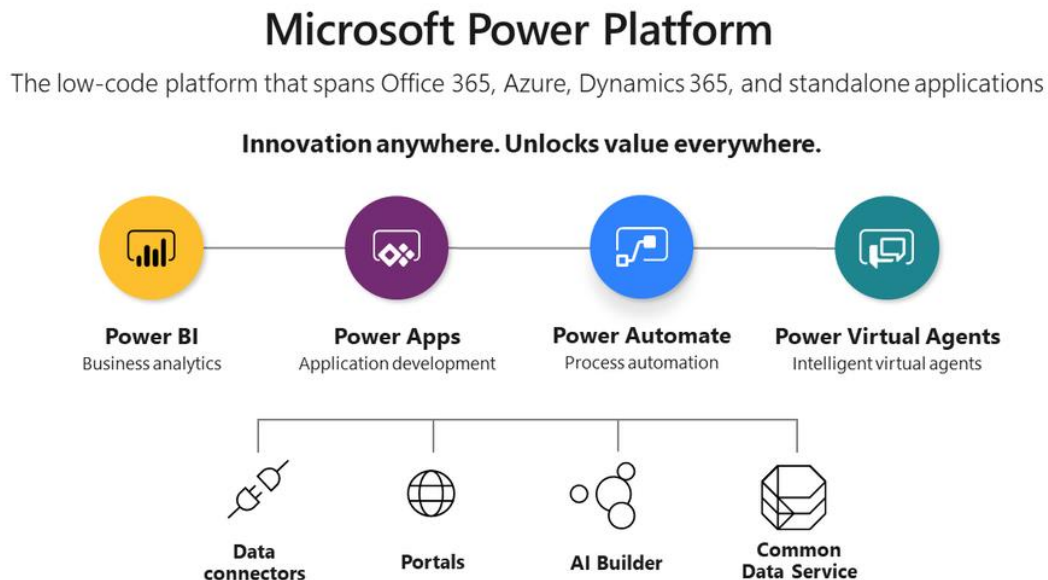 Microsoft Power Platform
The low-code platform that spans Office 365, Azure, Dynamics 365, and standalone applications
Innovation anywhere. Unlocks value everywhere.
Power BI
Business analytics
Power Apps
Application development
Power Automate
Process automation
Power Virtual Agents
Intelligent virtual agents
Data
connectors
Portals
AI Builder
Common
Data Service